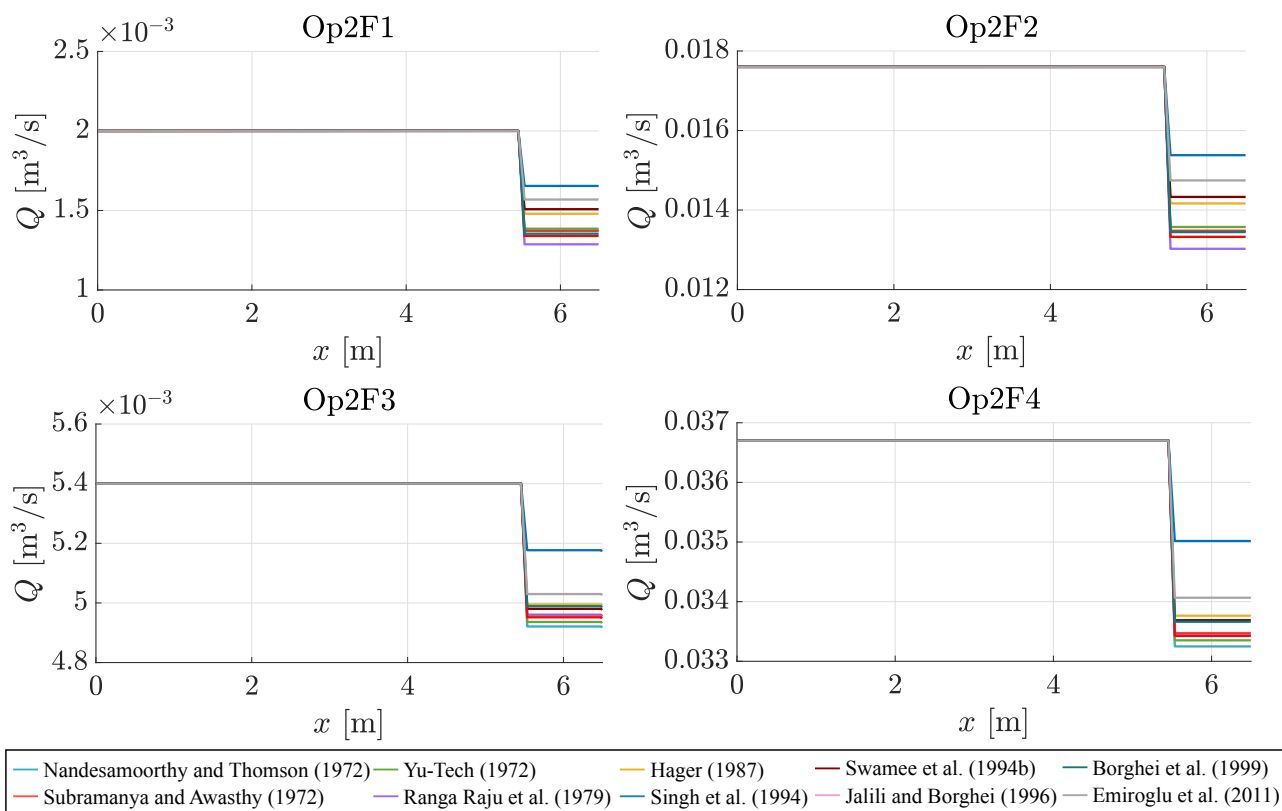 Op2F1
×10⁻³
2.5
2
1.5
1
Q [m³/s]
0 2 4 6
x [m]
Op2F2
0.018
0.016
0.014
0.012
Q [m³/s]
0 2 4 6
x [m]
Op2F3
×10⁻³
5.6
5.4
5.2
5
4.8
Q [m³/s]
0 2 4 6
x [m]
Op2F4
0.037
0.036
0.035
0.034
0.033
Q [m³/s]
0 2 4 6
x [m]
Nandesamoorthy and Thomson (1972) Yu-Tech (1972) Hager (1987) Swamee et al. (1994b) Borghei et al. (1999)
Subramanya and Awasthy (1972) Ranga Raju et al. (1979) Singh et al. (1994) Jalili and Borghei (1996) Emiroglu et al. (2011)